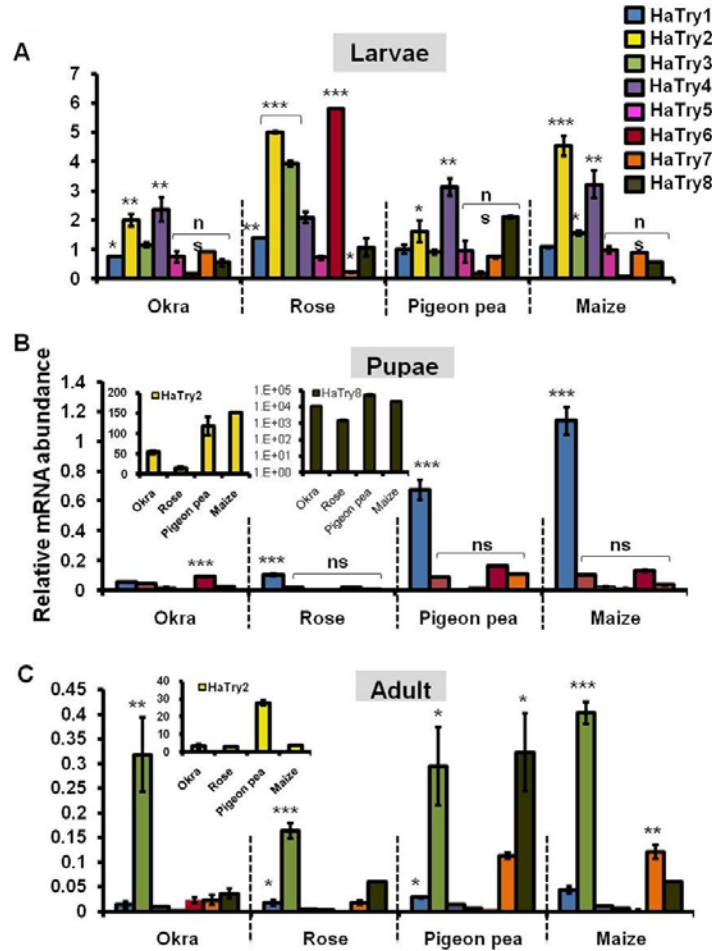 HaTry1
HaTry2
HaTry3
HaTry4
HaTry5
HaTry6
HaTry7
HaTry8
A
Larvae
7
6
5
4
3
2
1
0
*
**
**
n
s
**
***
***
*
*
**
n
s
***
*
**
n
s
Okra
Rose
Pigeon pea
Maize
Relative mRNA abundance
B
Pupae
1.4
1.2
1
0.8
0.6
0.4
0.2
0
200
150
100
50
0
HaTry2
Okra
Rose
Pigeon pea
Maize
1.E+05
1.E+04
1.E+03
1.E+02
1.E+01
1.E+00
HaTry8
Okra
Rose
Pigeon pea
Maize
***
***
ns
***
ns
***
ns
Okra
Rose
Pigeon pea
Maize
C
Adult
0.45
0.4
0.35
0.3
0.25
0.2
0.15
0.1
0.05
0
40
30
20
10
0
HaTry2
Okra
Rose
Pigeon pea
Maize
**
*
***
*
*
*
***
**
Okra
Rose
Pigeon pea
Maize